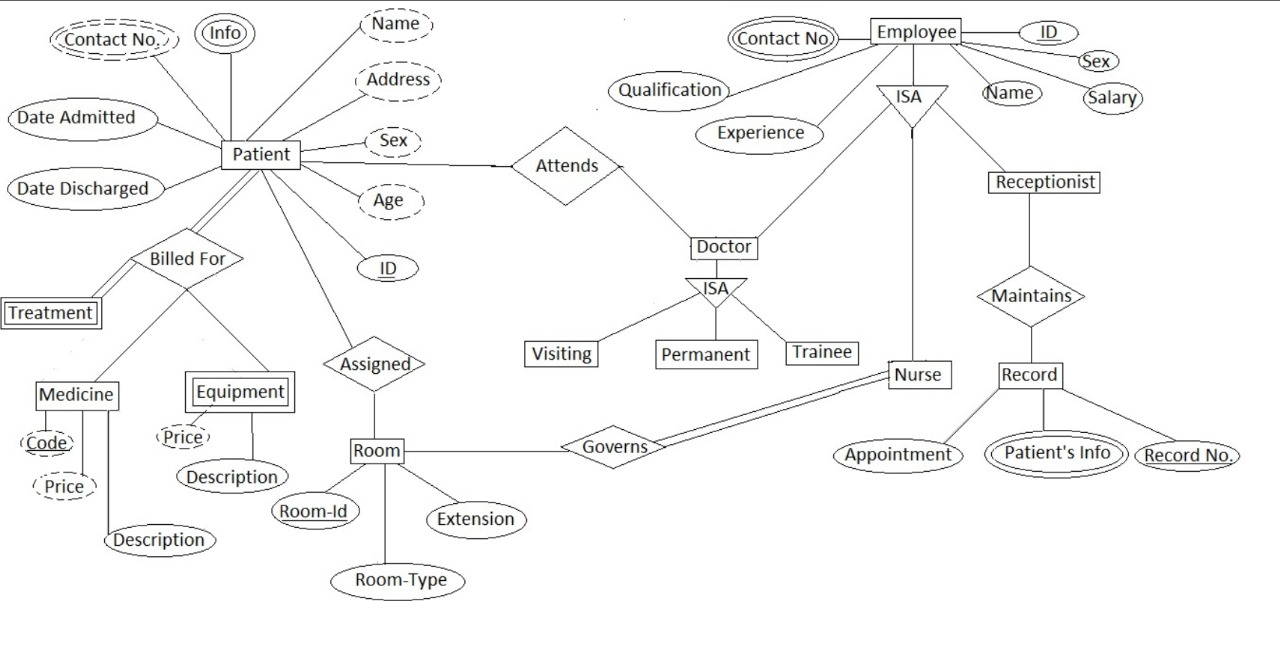 Name
Employee
ID
Contact No.
Info
Contact No.
Sex
Address
Qualification
Name
Salary
ISA
Date Admitted
Experience
Sex
Patient
Attends
Receptionist
Date Discharged
Age
Doctor
Billed For
ID
ISA
Maintains
Treatment
Visiting
Permanent
Trainee
Assigned
Nurse
Record
Medicine
Equipment
Code
Price
Room
Governs
Appointment
Patient's Info
Record No.
Price
Description
Room-Id
Extension
Description
Room-Type